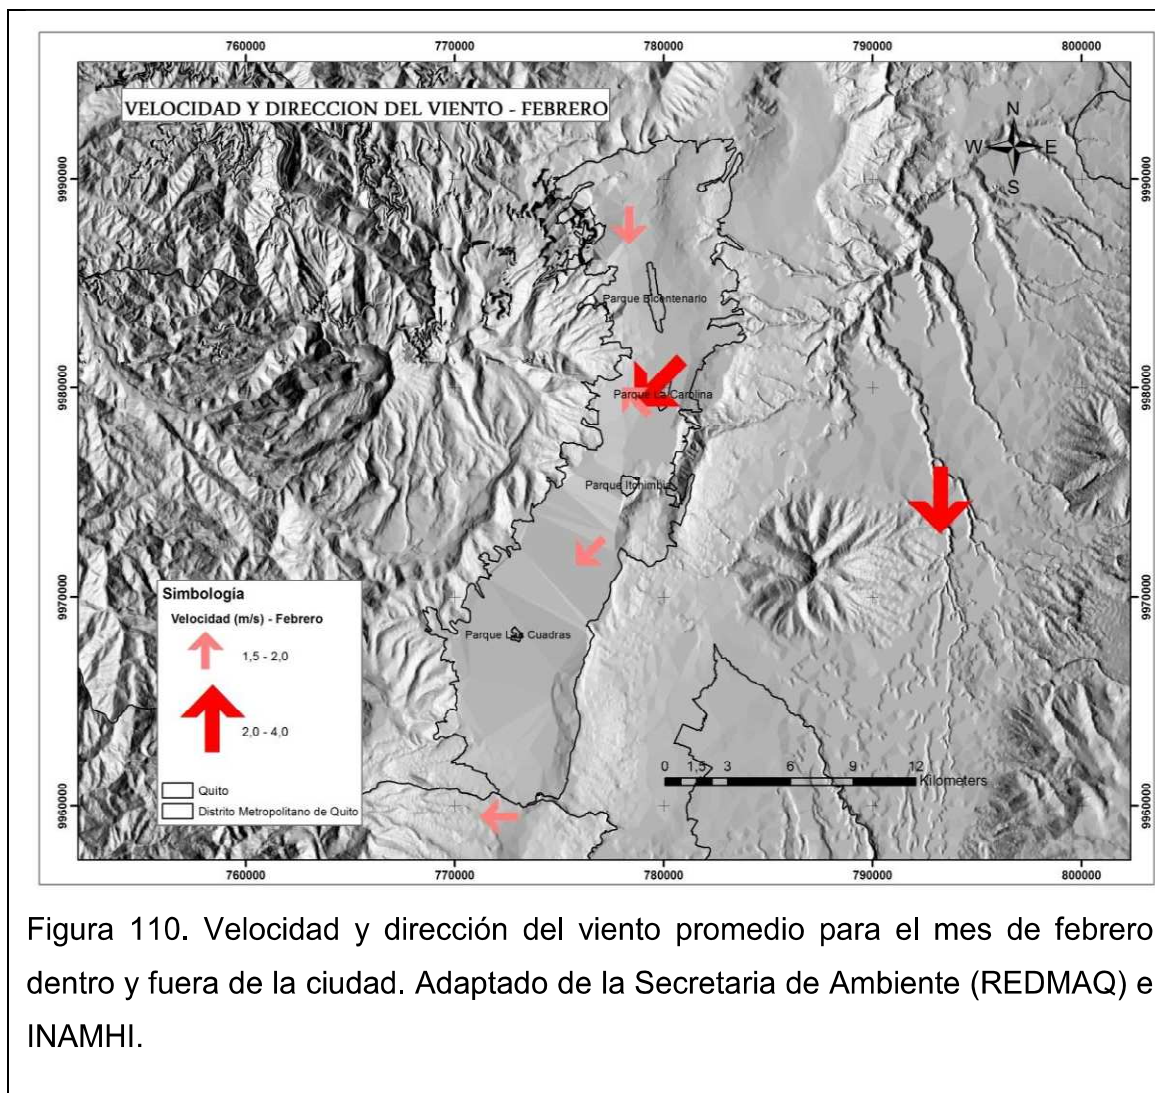 760000 770000 780000 790000 800000
VELOCIDAD Y DIRECCION DEL VIENTO - FEBRERO
N
W E
S
9990000 9990000
Parque Bicentenario
9980000 9980000
Parque La Carolina
Parque Itchimbia
9970000 9970000
Simbología
Velocidad (m/s) - Febrero
1,5 - 2,0
2,0 - 4,0
Quito
Distrito Metropolitano de Quito
Parque Las Cuadras
0 1,5 3 6 9 12
Kilometers
9960000 9960000
760000 770000 780000 790000 800000
Figura 110. Velocidad y dirección del viento promedio para el mes de febrero
dentro y fuera de la ciudad. Adaptado de la Secretaria de Ambiente (REDMAQ) e
INAMHI.